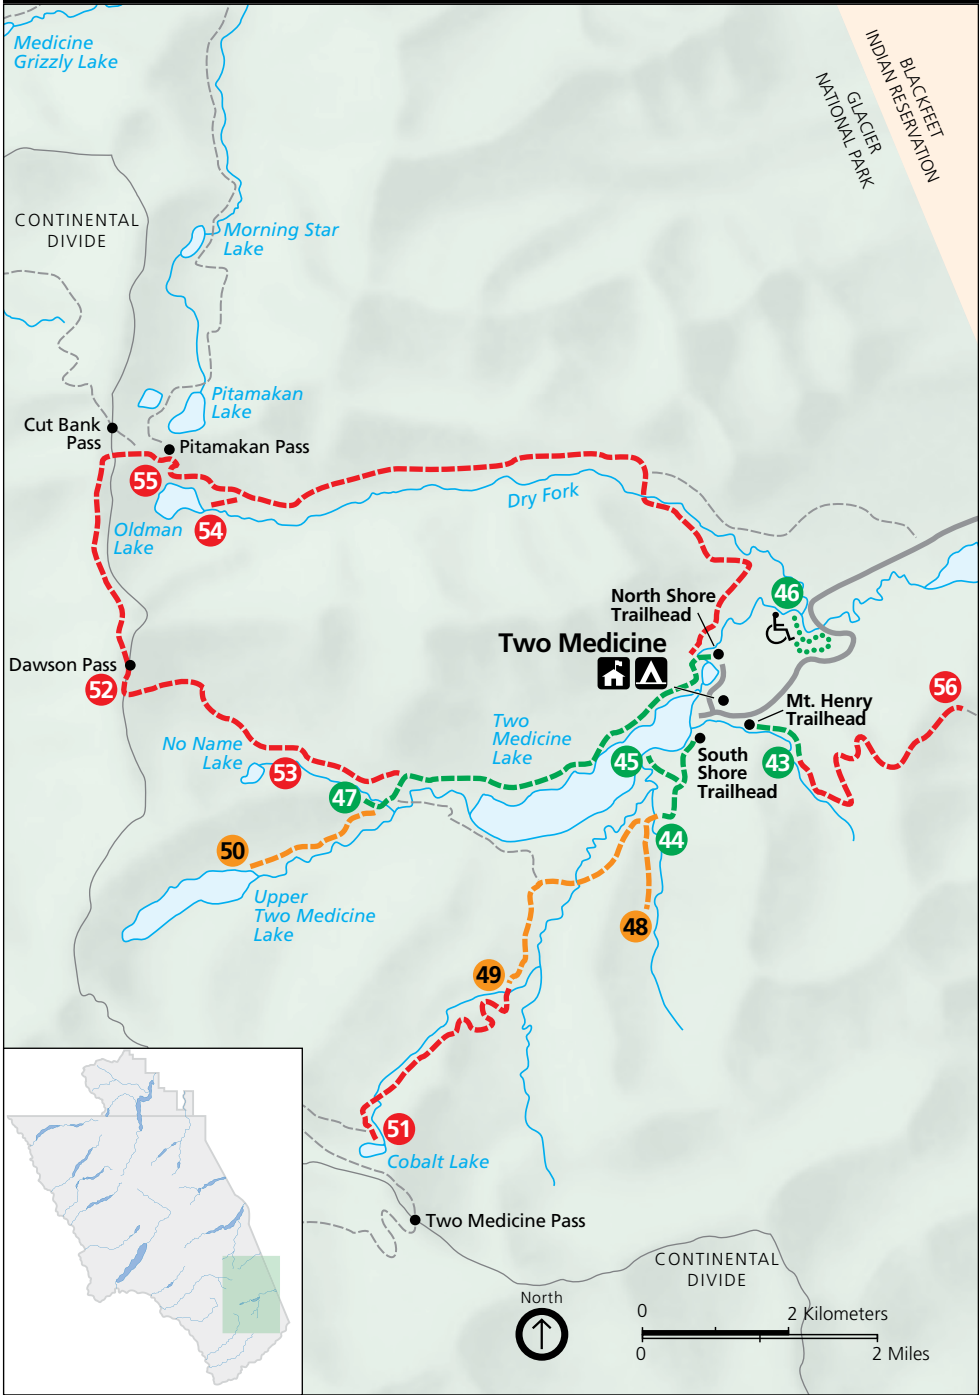 Medicine
Grizzly Lake
BLACKFEET
INDIAN RESERVATION
GLACIER
NATIONAL PARK
CONTINENTAL
DIVIDE
Morning Star
Lake
Pitamakan
Lake
Cut Bank
Pass
Pitamakan Pass
55
Oldman
Lake
54
Dry Fork
46
North Shore
Trailhead
Two Medicine
Dawson Pass
52
56
Mt. Henry
Trailhead
Two
Medicine
Lake
No Name
Lake
53
45
South
Shore
Trailhead
43
47
44
50
Upper
Two Medicine
Lake
48
49
51
Cobalt Lake
Two Medicine Pass
CONTINENTAL
DIVIDE
North
0
2 Kilometers
0
2 Miles